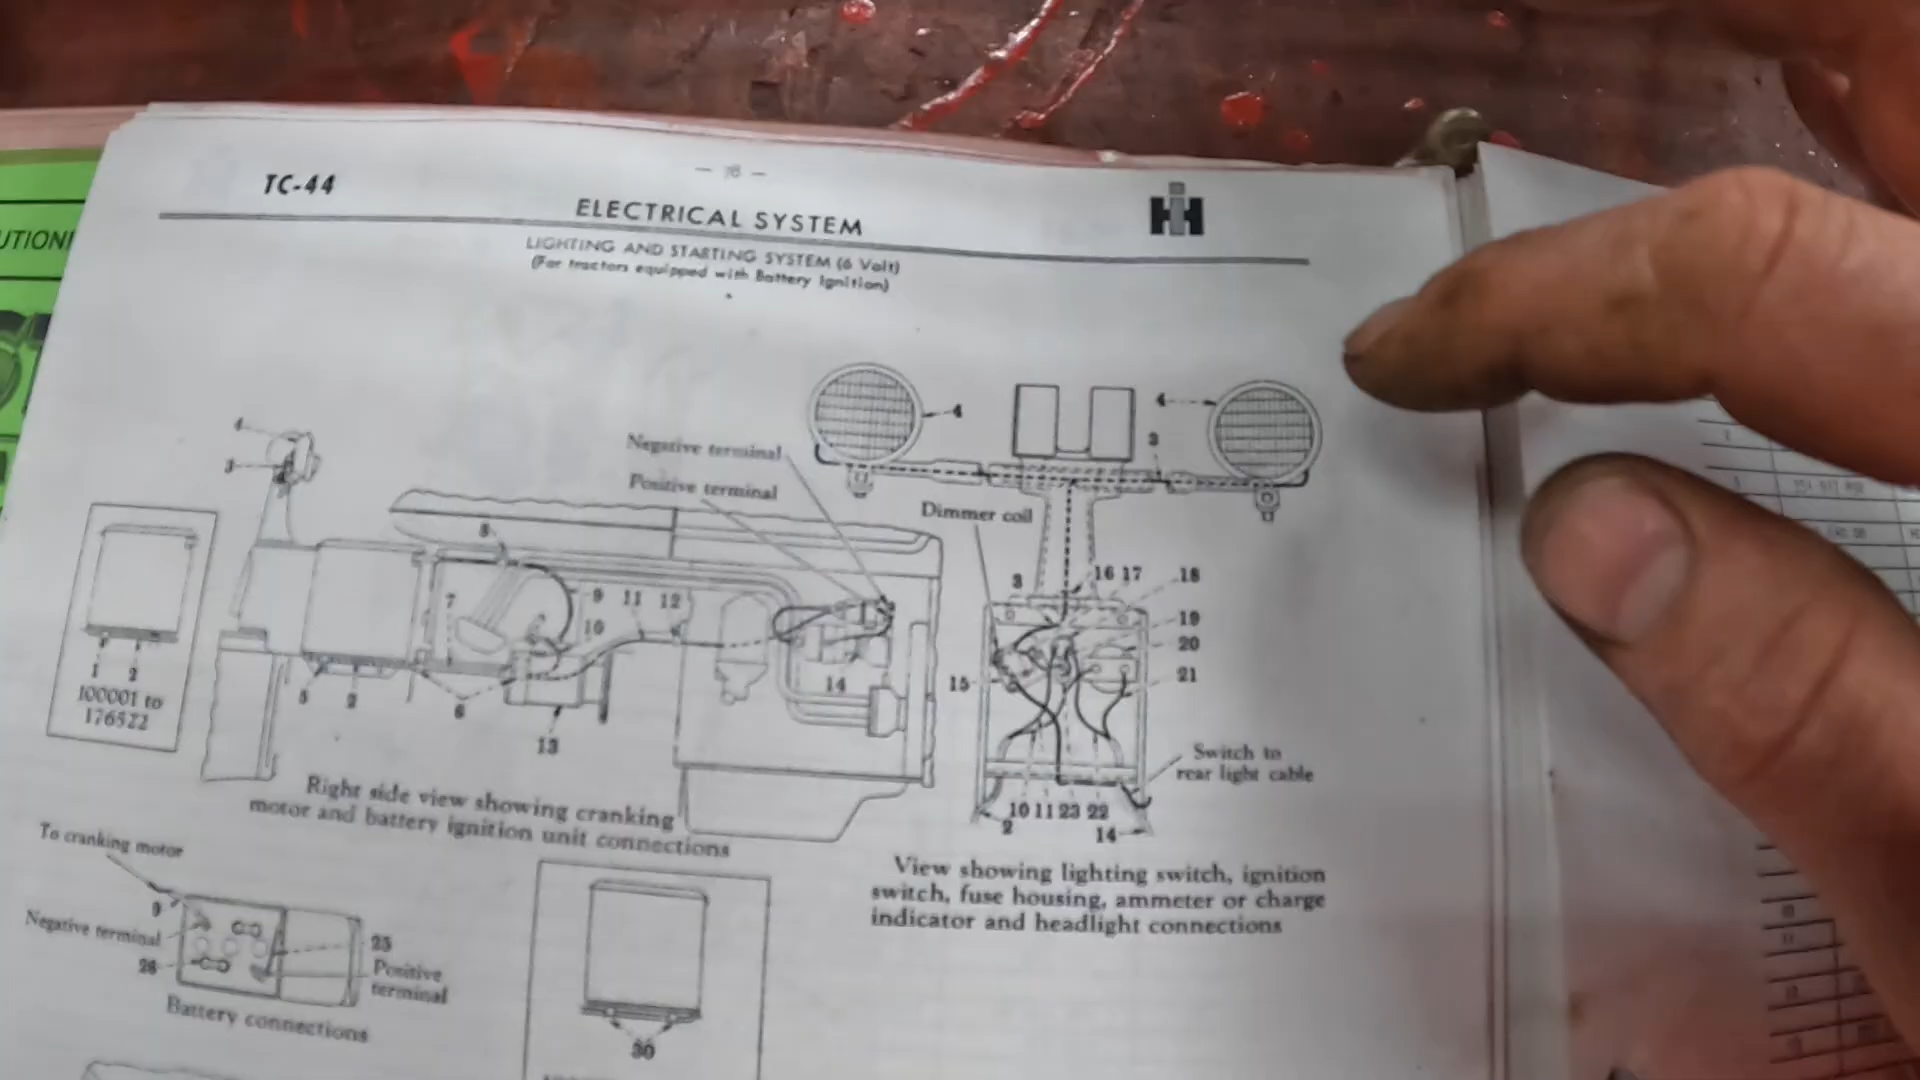 TC-44
ELECTRICAL SYSTEM
LIGHTING AND STARTING SYSTEM (6 Volt)
(For tractors equipped with Battery Ignition)
4
3
Negative terminal
Positive terminal
4
4
3
Dimmer coil
8
7
9
11
12
10
14
5
2
6
13
1
2
100001 to
176522
3
16 17
18
19
20
21
15
Switch to
rear light cable
10 11 23 22
2
14
Right side view showing cranking
motor and battery ignition unit connections
View showing lighting switch, ignition
switch, fuse housing, ammeter or charge
indicator and headlight connections
To cranking motor
9
Negative terminal
26
25
Positive
terminal
Battery connections
30